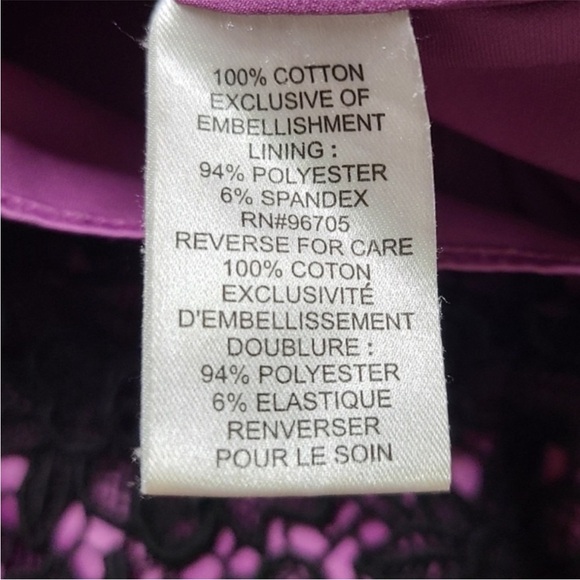 100% COTTON
EXCLUSIVE OF
EMBELLISHMENT
LINING :
94% POLYESTER
6% SPANDEX
RN#96705
REVERSE FOR CARE
100% COTON
EXCLUSIVITÉ
D'EMBELLISSEMENT
DOUBLURE :
94% POLYESTER
6% ELASTIQUE
RENVERSER
POUR LE SOIN